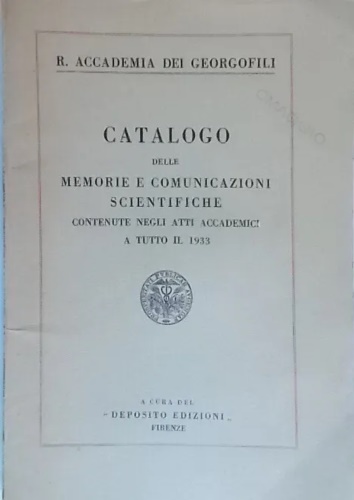 R. ACCADEMIA DEI GEORGOFILI
CATALOGO
DELLE
MEMORIE E COMUNICAZIONI
SCIENTIFICHE
CONTENUTE NEGLI ATTI ACCADEMICI
A TUTTO IL 1933
A CURA DEL
"DEPOSITO EDIZIONI"
FIRENZE